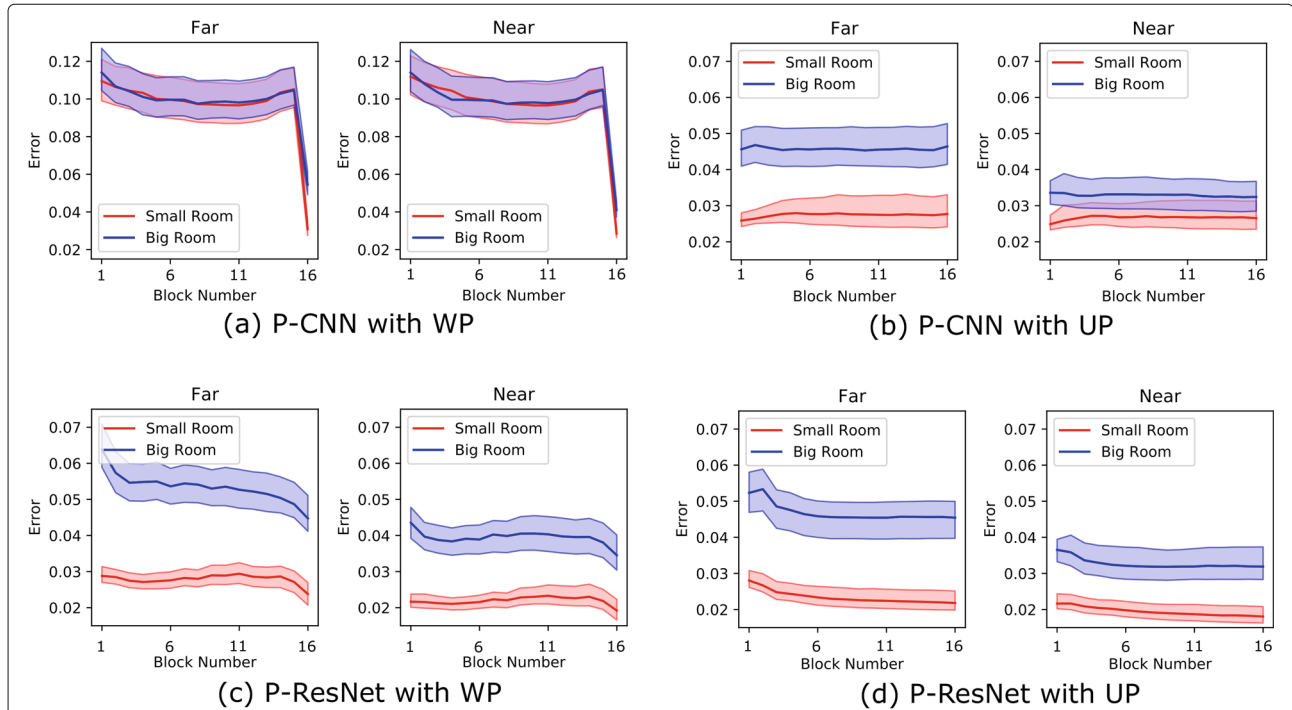 Far
Near
0.12
0.10
0.08
0.06
0.04
0.02
Error
Small Room
Big Room
1
6
11
16
Block Number
0.12
0.10
0.08
0.06
0.04
0.02
Small Room
Big Room
1
6
11
16
Block Number
(a) P-CNN with WP
Far
Near
0.07
0.06
0.05
0.04
0.03
0.02
Error
Small Room
Big Room
1
6
11
16
Block Number
0.07
0.06
0.05
0.04
0.03
0.02
Error
Small Room
Big Room
1
6
11
16
Block Number
(b) P-CNN with UP
Far
Near
0.07
0.06
0.05
0.04
0.03
0.02
Error
Small Room
Big Room
1
6
11
16
Block Number
0.07
0.06
0.05
0.04
0.03
0.02
Error
Small Room
Big Room
1
6
11
16
Block Number
(c) P-ResNet with WP
Far
Near
0.07
0.06
0.05
0.04
0.03
0.02
Error
Small Room
Big Room
1
6
11
16
Block Number
0.07
0.06
0.05
0.04
0.03
0.02
Error
Small Room
Big Room
1
6
11
16
Block Number
(d) P-ResNet with UP